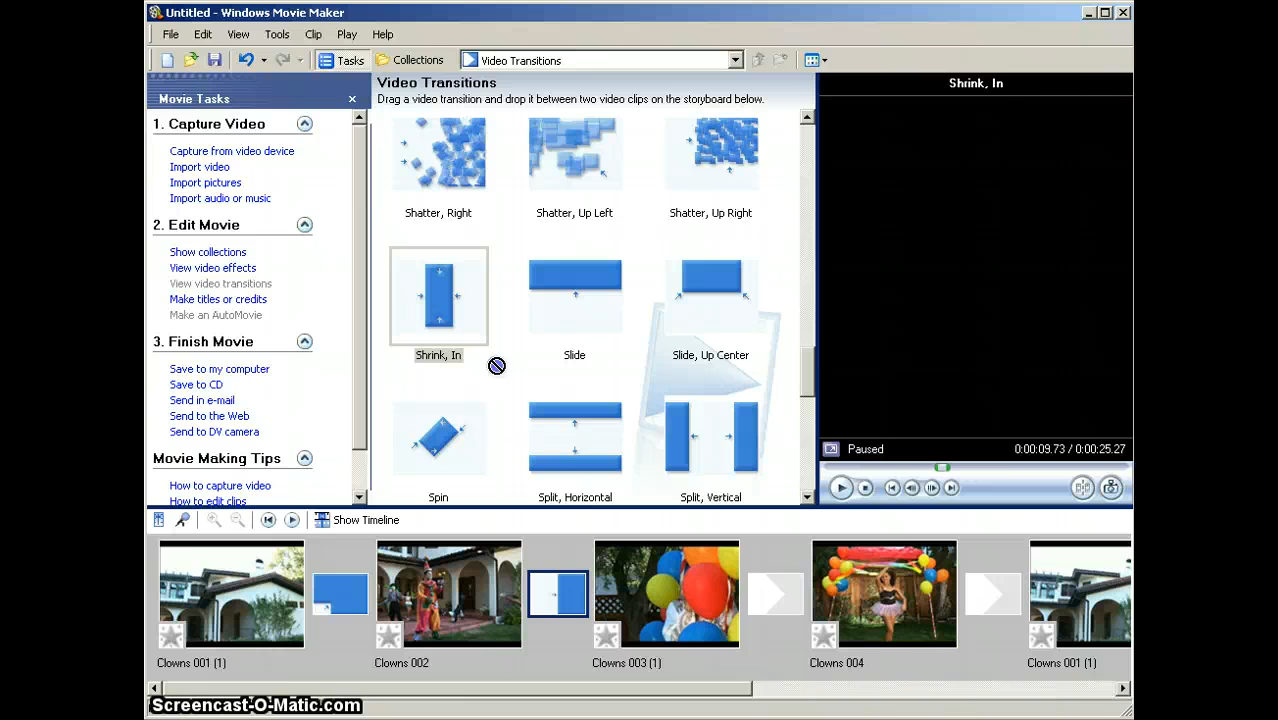 Untitled - Windows Movie Maker
File Edit View Tools Clip Play Help
Tasks Collections Video Transitions
Movie Tasks
1. Capture Video
Capture from video device
Import video
Import pictures
Import audio or music
2. Edit Movie
Show collections
View video effects
View video transitions
Make titles or credits
Make an AutoMovie
3. Finish Movie
Save to my computer
Save to CD
Send in e-mail
Send to the Web
Send to DV camera
Movie Making Tips
How to capture video
How to edit clips
Video Transitions
Drag a video transition and drop it between two video clips on the storyboard below.
Shatter, Right Shatter, Up Left Shatter, Up Right
Shrink, In Slide Slide, Up Center
Spin Split, Horizontal Split, Vertical
Shrink, In
Paused 0:00:09.73 / 0:00:25.27
Show Timeline
Clowns 001 (1) Clowns 002 Clowns 003 (1) Clowns 004 Clowns 001 (1)
Screencast-O-Matic.com